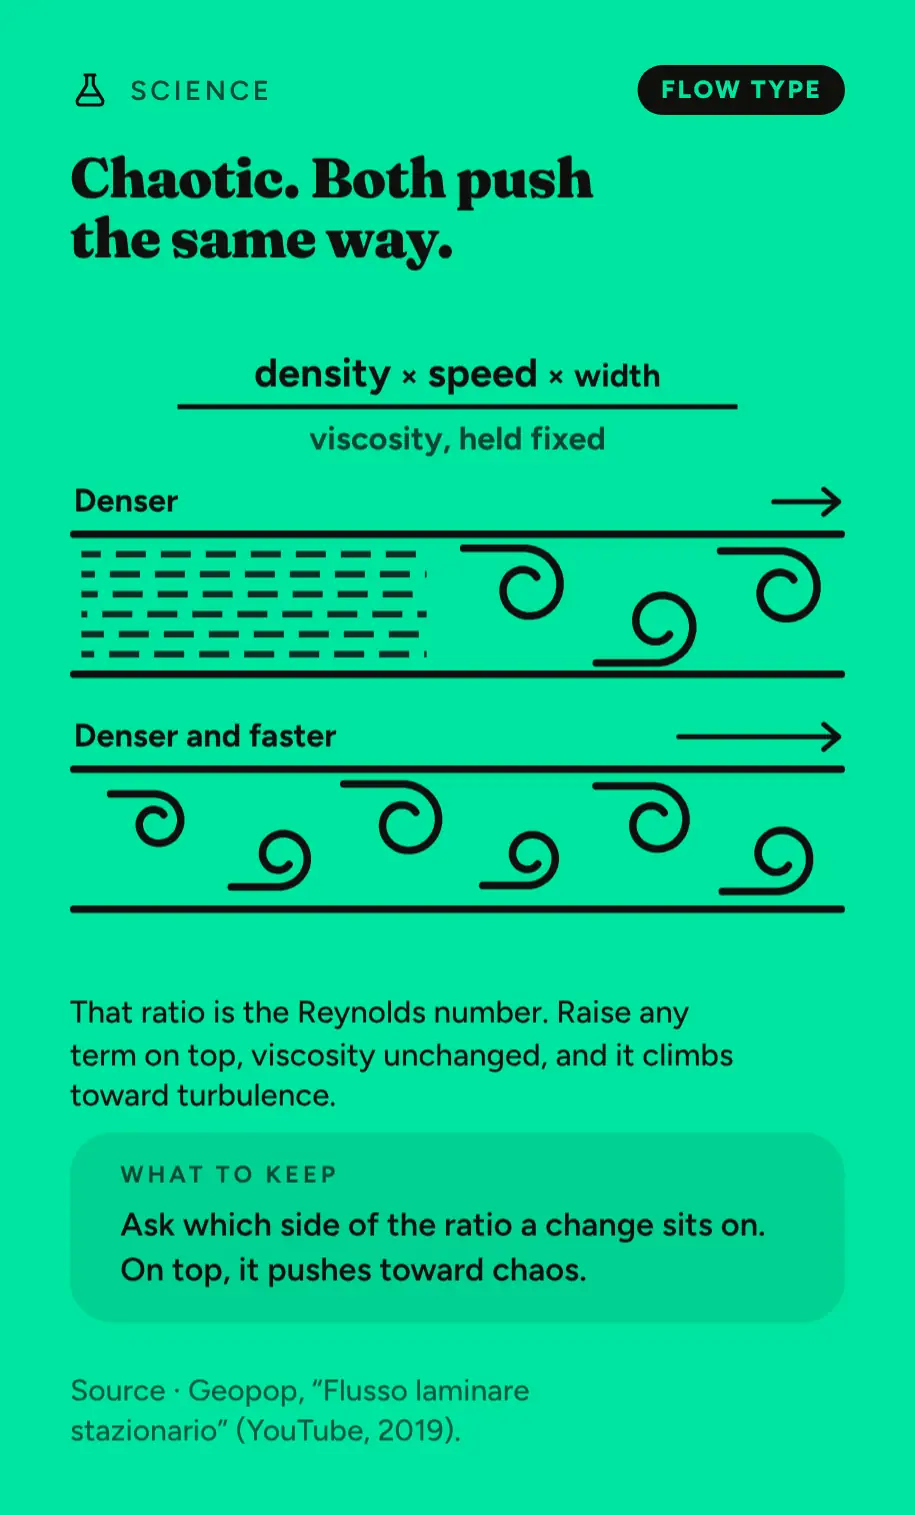 SCIENCE
FLOW TYPE
Chaotic. Both push
the same way.
density × speed × width
viscosity, held fixed
Denser
Denser and faster
That ratio is the Reynolds number. Raise any
term on top, viscosity unchanged, and it climbs
toward turbulence.
WHAT TO KEEP
Ask which side of the ratio a change sits on.
On top, it pushes toward chaos.
Source · Geopop, “Flusso laminare
stazionario” (YouTube, 2019).